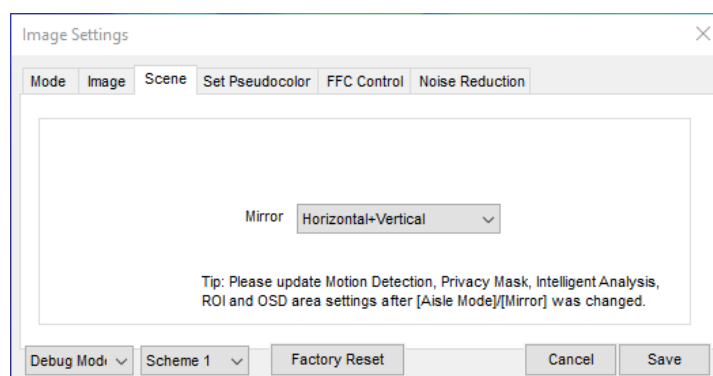 Image Settings
Mode Image Scene Set Pseudocolor FFC Control Noise Reduction
Mirror Horizontal+Vertical
Tip: Please update Motion Detection, Privacy Mask, Intelligent Analysis,
ROI and OSD area settings after [Aisle Mode]/[Mirror] was changed.
Debug Mod Scheme 1 Factory Reset Cancel Save